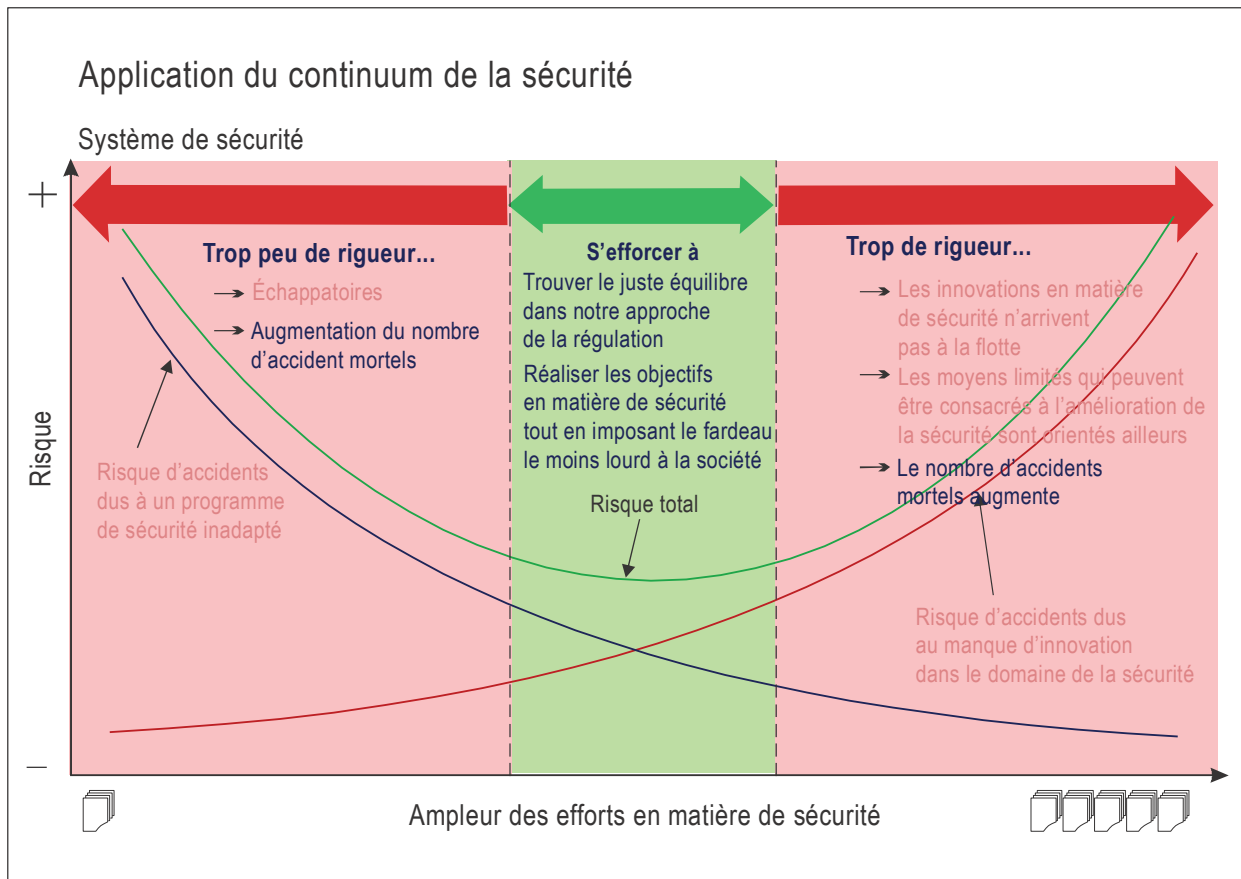 Application du continuum de la sécurité
Système de sécurité
+
Trop peu de rigueur...
Échappatoires
Augmentation du nombre
d'accident mortels
S'efforcer à
Trouver le juste équilibre
dans notre approche
de la régulation
Réaliser les objectifs
en matière de sécurité
tout en imposant le fardeau
le moins lourd à la société
Trop de rigueur...
Les innovations en matière
de sécurité n'arrivent
pas à la flotte
Les moyens limités qui peuvent
être consacrés à l'amélioration de
la sécurité sont orientés ailleurs
Le nombre d'accidents
mortels augmente
Risque
Risque d'accidents
dus à un programme
de sécurité inadapté
Risque total
Risque d'accidents dus
au manque d'innovation
dans le domaine de la sécurité
–
Ampleur des efforts en matière de sécurité